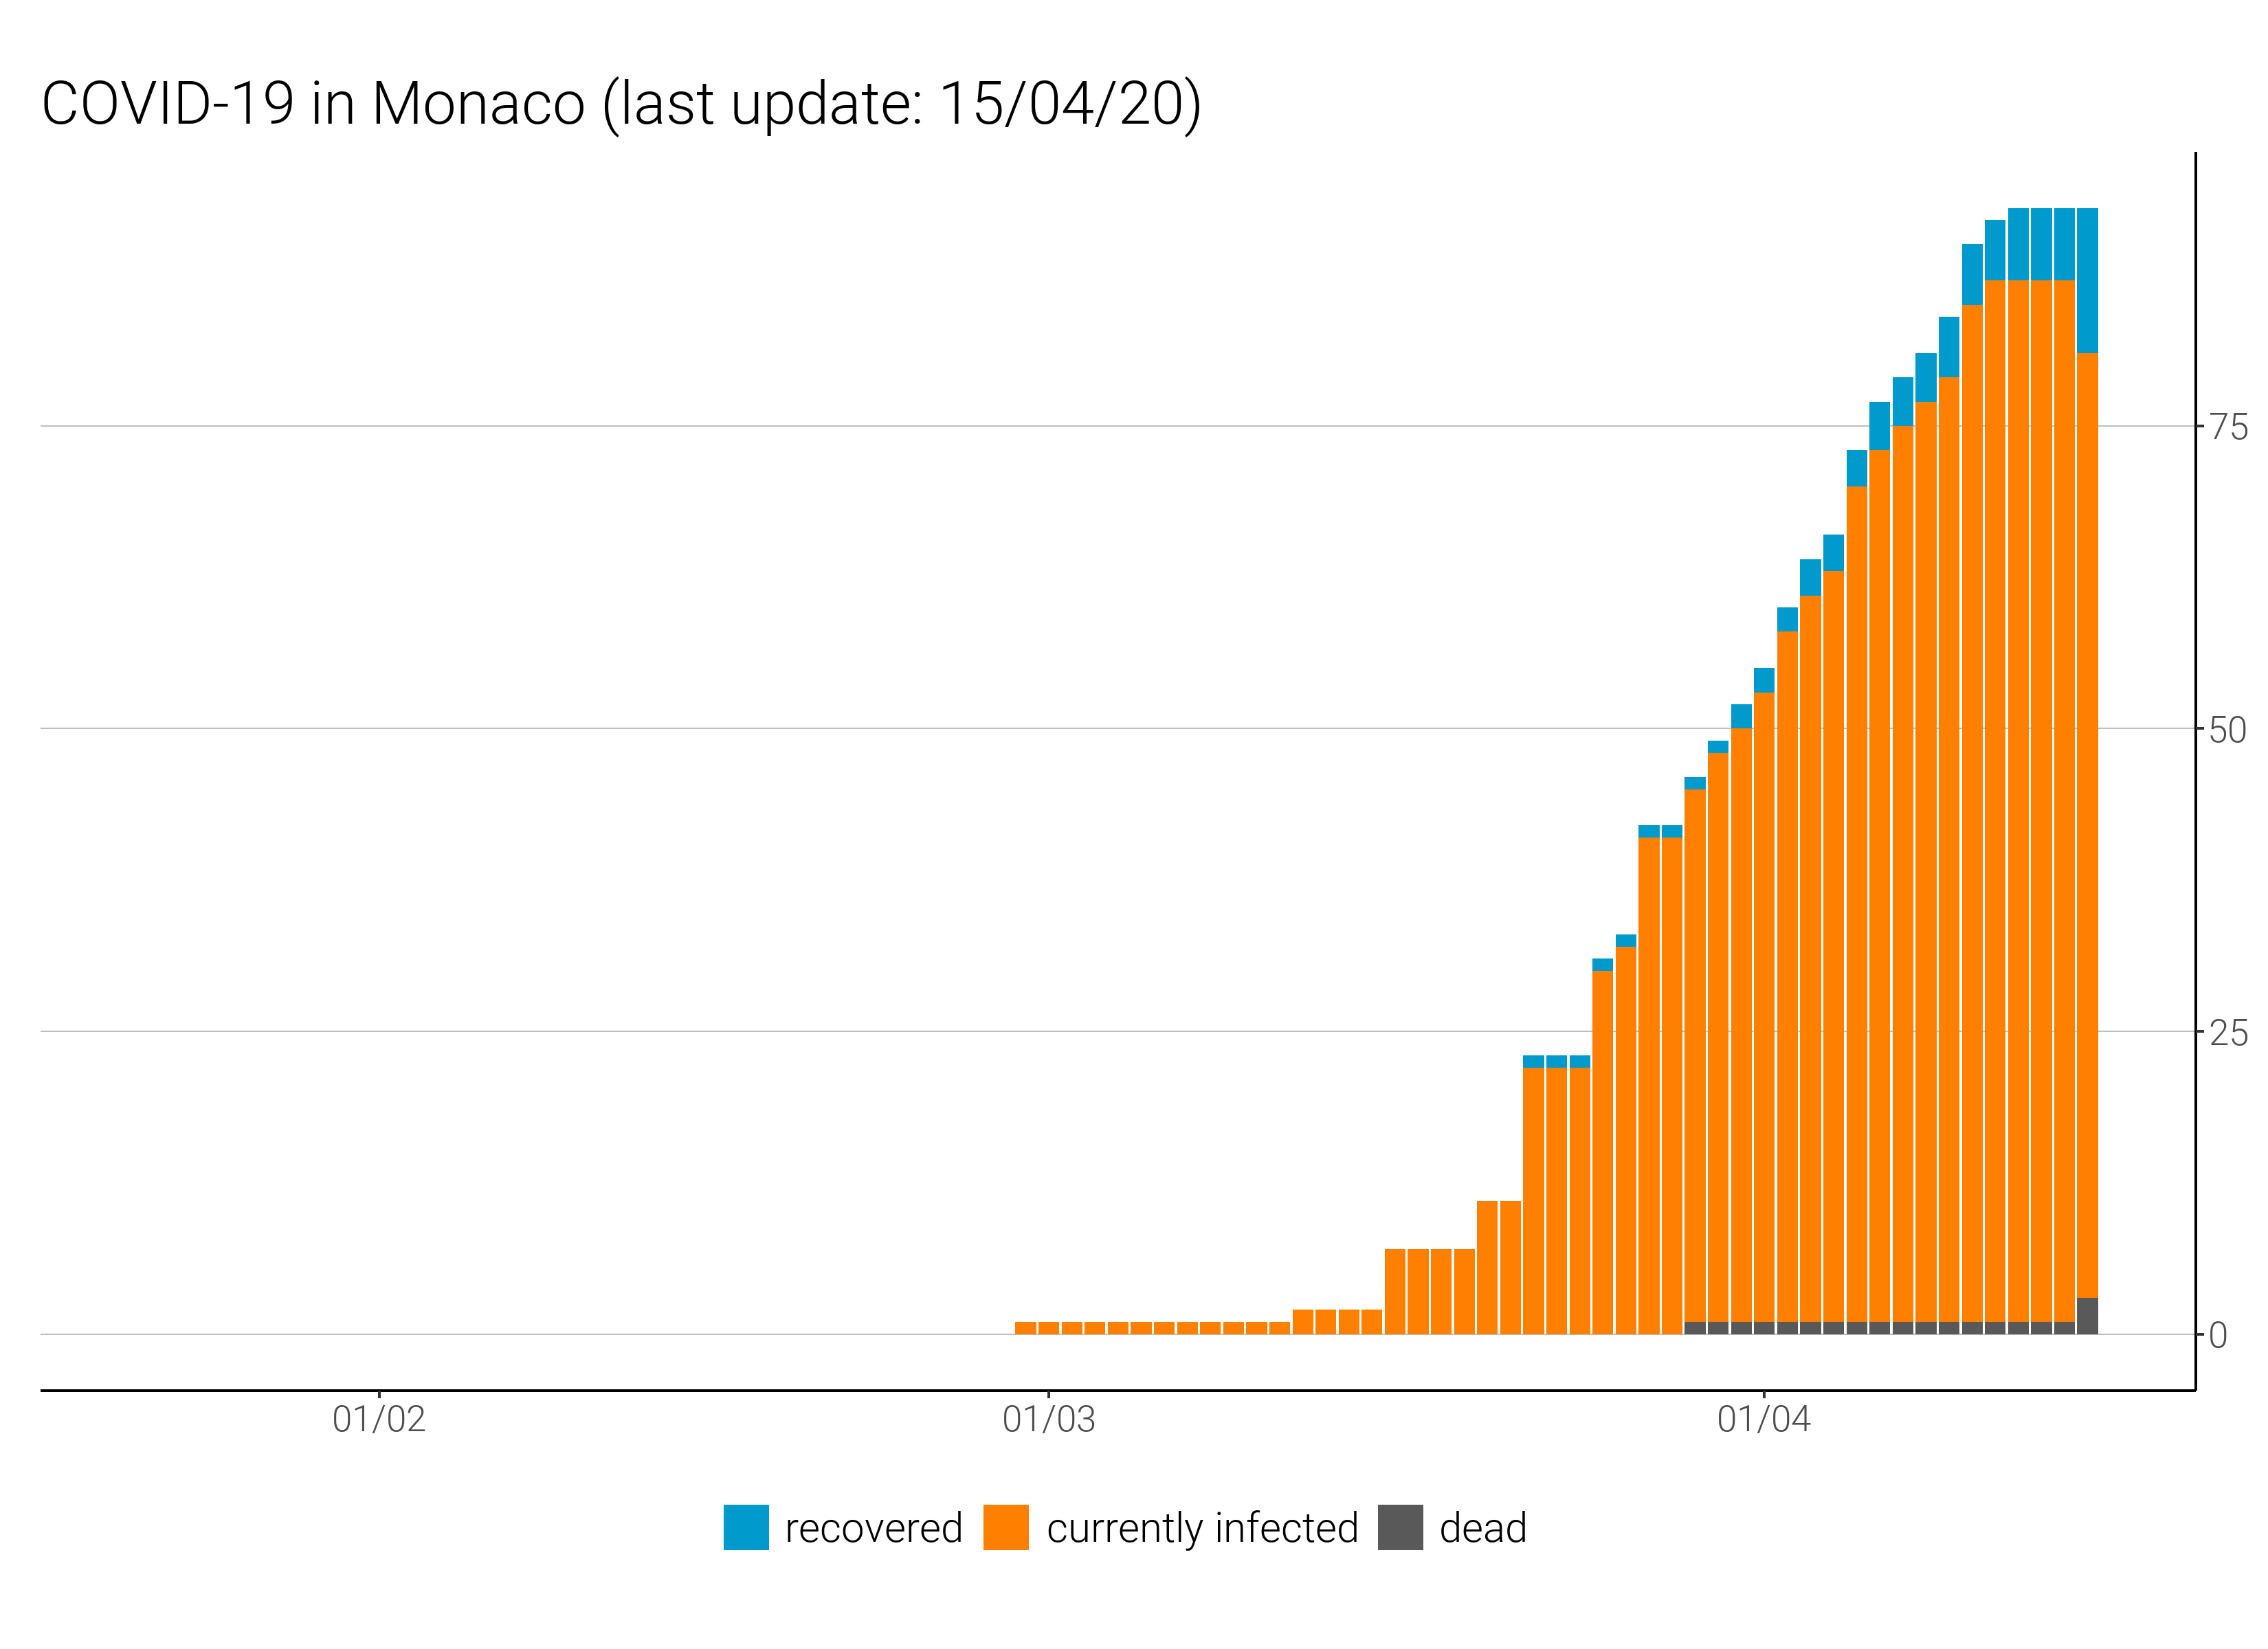 COVID-19 in Monaco (last update: 15/04/20)
75
50
25
0
01/02 01/03 01/04
recovered currently infected dead